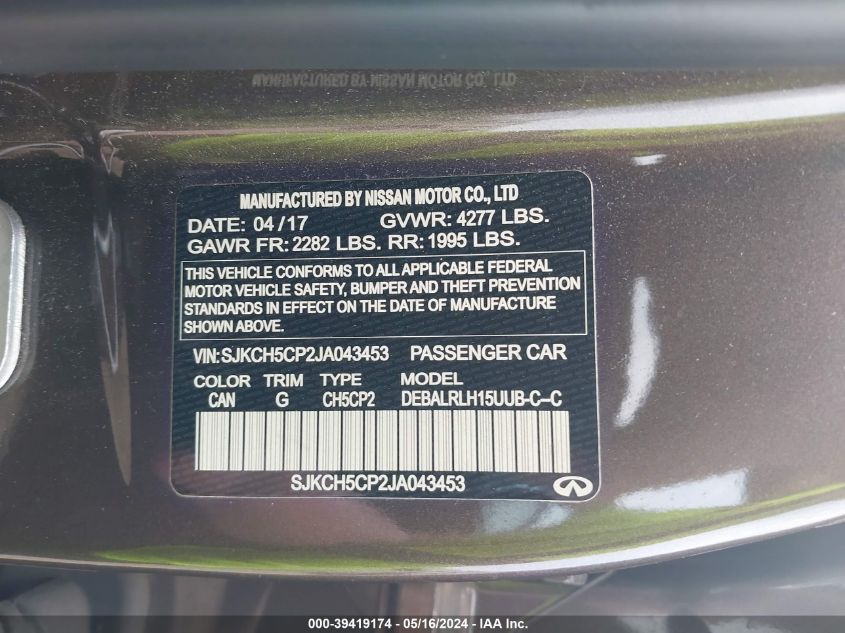 MANUFACTURED BY NISSAN MOTOR CO., LTD
MANUFACTURED BY NISSAN MOTOR CO., LTD
DATE: 04/17 GVWR: 4277 LBS.
GAWR FR: 2282 LBS. RR: 1995 LBS.
THIS VEHICLE CONFORMS TO ALL APPLICABLE FEDERAL
MOTOR VEHICLE SAFETY, BUMPER AND THEFT PREVENTION
STANDARDS IN EFFECT ON THE DATE OF MANUFACTURE
SHOWN ABOVE.
VIN: SJKCH5CP2JA043453 PASSENGER CAR
COLOR TRIM TYPE MODEL
CAN G CH5CP2 DEBALRLH15UUB-C--C
SJKCH5CP2JA043453
000-39419174 — 05/16/2024 — IAA Inc.